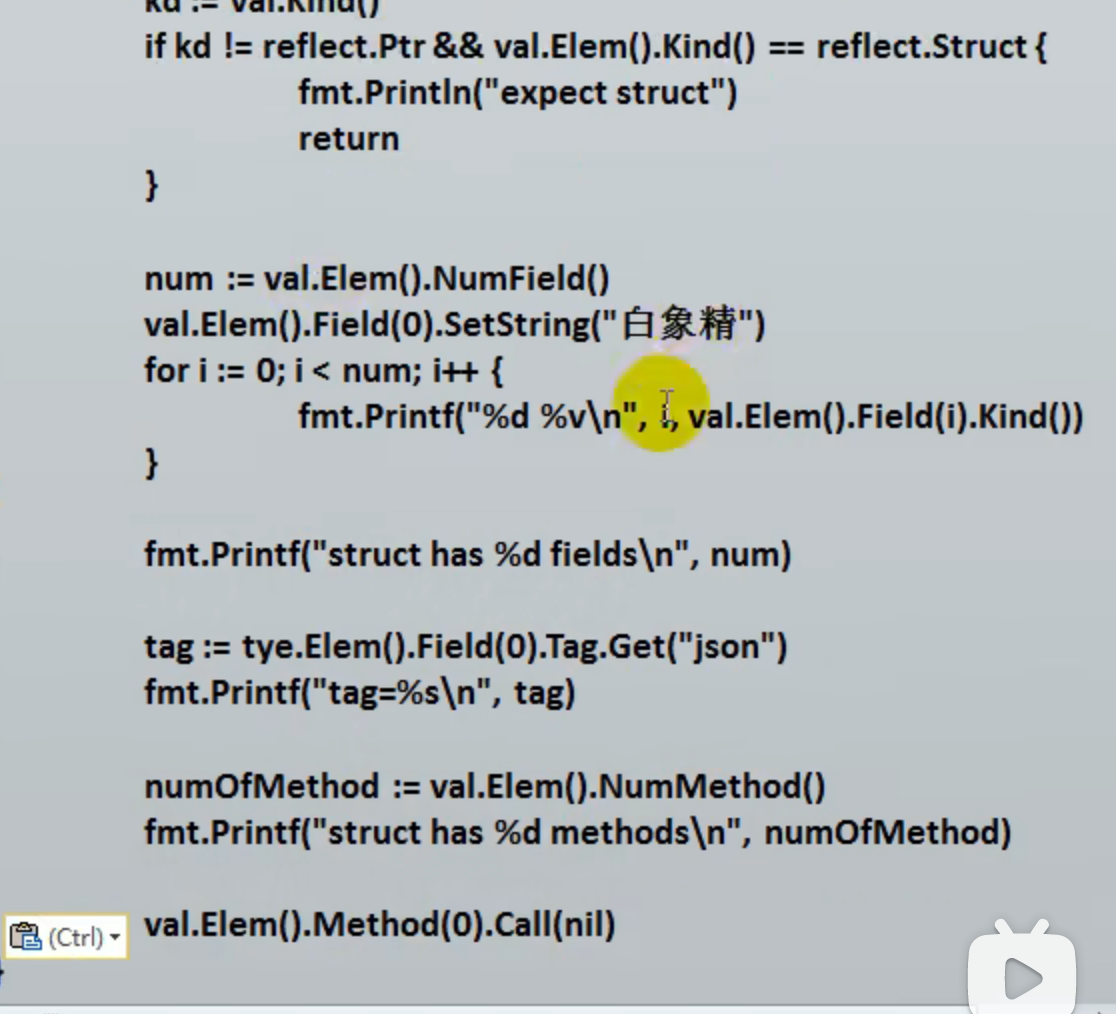 kd := val.Kind()
if kd != reflect.Ptr && val.Elem().Kind() == reflect.Struct {
fmt.Println("expect struct")
return
}
num := val.Elem().NumField()
val.Elem().Field(0).SetString("白象精")
for i := 0; i < num; i++ {
fmt.Printf("%d %v\n", i, val.Elem().Field(i).Kind())
}
fmt.Printf("struct has %d fields\n", num)
tag := tye.Elem().Field(0).Tag.Get("json")
fmt.Printf("tag=%s\n", tag)
numOfMethod := val.Elem().NumMethod()
fmt.Printf("struct has %d methods\n", numOfMethod)
val.Elem().Method(0).Call(nil)
(Ctrl)
}